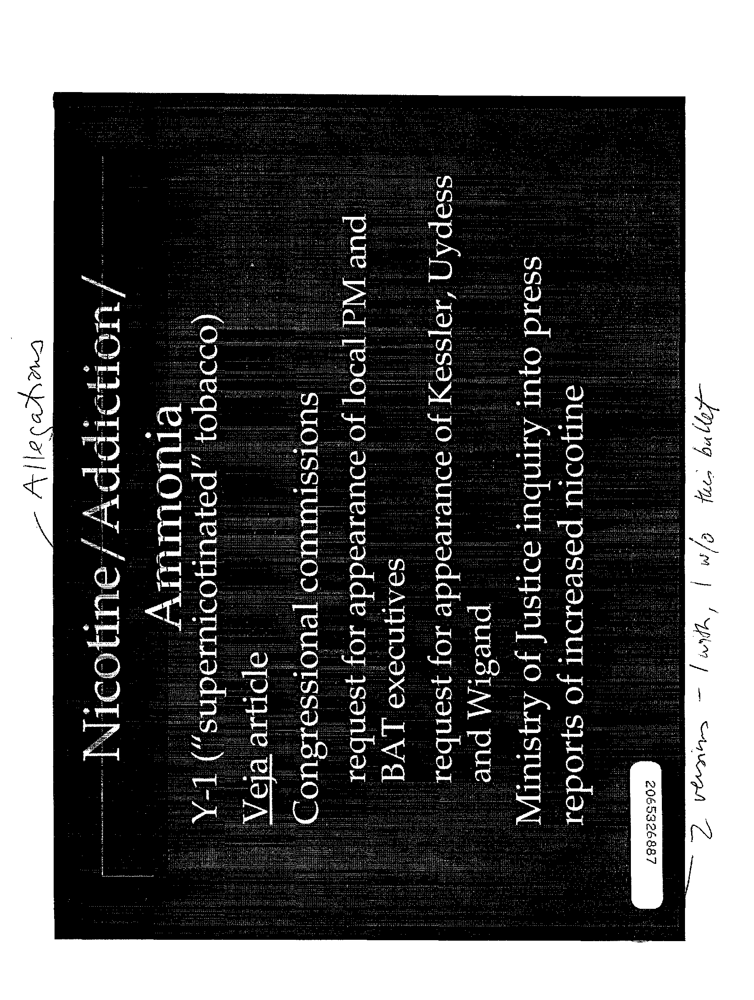 Allegations
Nicotine/Addiction/
Ammonia
Y-1 ("supernicotinated" tobacco)
Veja article
Congressional commissions
request for appearance of local PM and
BAT executives
request for appearance of Kessler, Uydess
and Wigand
Ministry of Justice inquiry into press
reports of increased nicotine
2065326887
2 versions - 1 with, 1 w/o this bullet